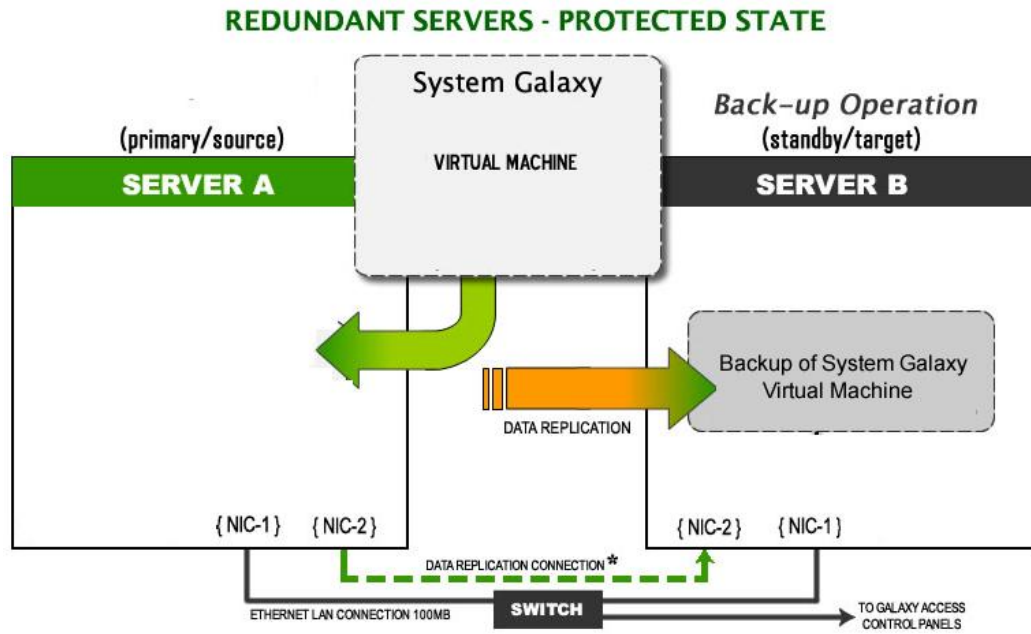 REDUNDANT SERVERS - PROTECTED STATE
System Galaxy
VIRTUAL MACHINE
Back-up Operation
(primary/source)
(standby/target)
SERVER A
SERVER B
Backup of System Galaxy
Virtual Machine
DATA REPLICATION
{ NIC-1 }
{ NIC-2 }
{ NIC-2 }
{ NIC-1 }
DATA REPLICATION CONNECTION *
ETHERNET LAN CONNECTION 100MB
SWITCH
TO GALAXY ACCESS
CONTROL PANELS